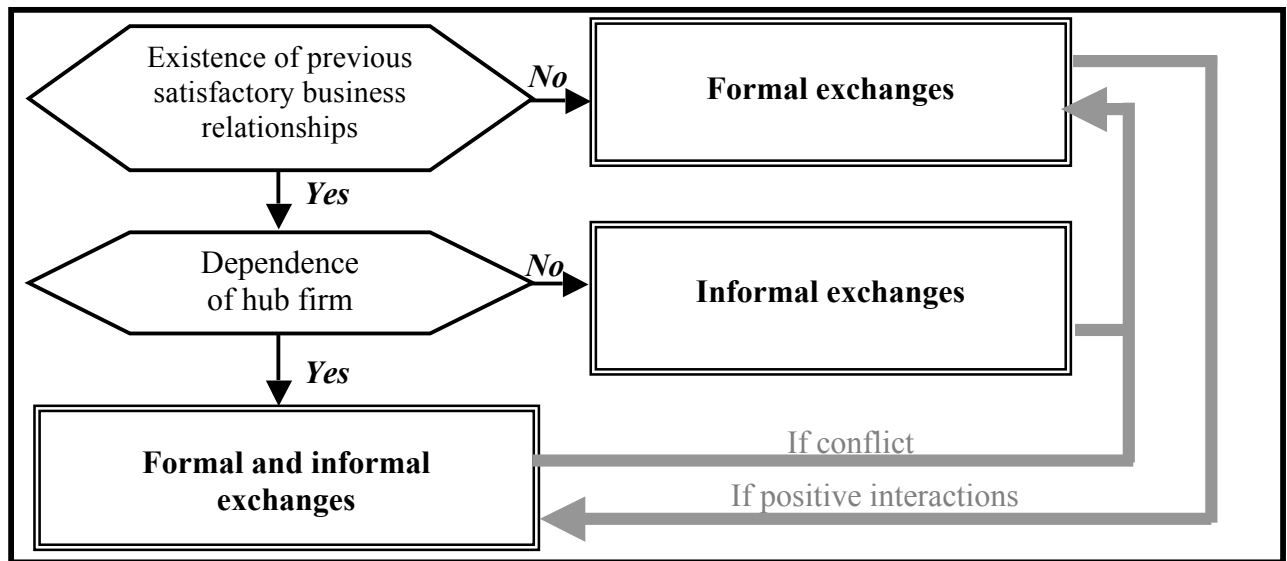 Existence of previous
satisfactory business
relationships
No
Formal exchanges
Yes
Dependence
of hub firm
No
Informal exchanges
Yes
Formal and informal
exchanges
If conflict
If positive interactions